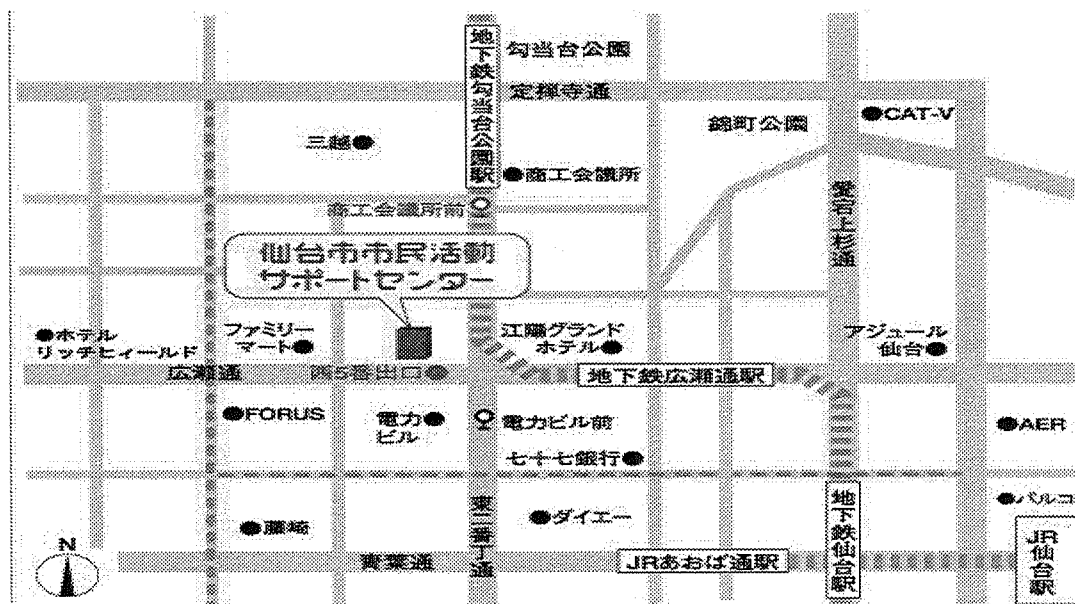 地下鉄勾当台公園駅
勾当台公園
定禅寺通
錦町公園
●CAT-V
三越●
●商工会議所
商工会議所前
愛宕上杉通
仙台市市民活動
サポートセンター
●ホテル
リッチヒィールド
ファミリー
マート●
江陽グランド
ホテル●
アジュール
仙台●
広瀬通
西5番出口●
地下鉄広瀬通駅
●FORUS
電力●
ビル
電力ビル前
●AER
七十七銀行●
東二番丁通
地下鉄仙台駅
●パルコ
●藤崎
●ダイエー
JR仙台駅
N
青葉通
JRあおば通駅